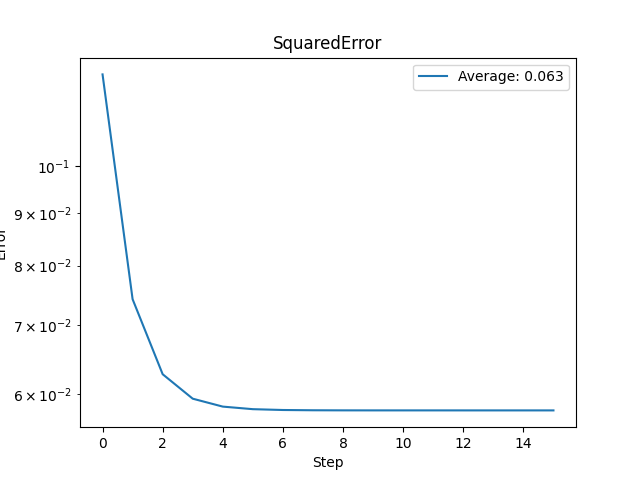 SquaredError
Average: 0.063
10⁻¹
9 × 10⁻²
8 × 10⁻²
7 × 10⁻²
6 × 10⁻²
Error
0 2 4 6 8 10 12 14
Step